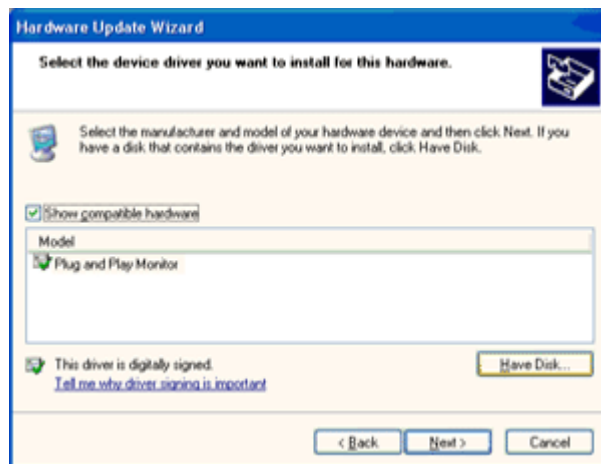 Hardware Update Wizard
Select the device driver you want to install for this hardware.
Select the manufacturer and model of your hardware device and then click Next. If you
have a disk that contains the driver you want to install, click Have Disk.
Show compatible hardware
Model
Plug and Play Monitor
This driver is digitally signed.
Have Disk...
Tell me why driver signing is important
< Back
Next >
Cancel